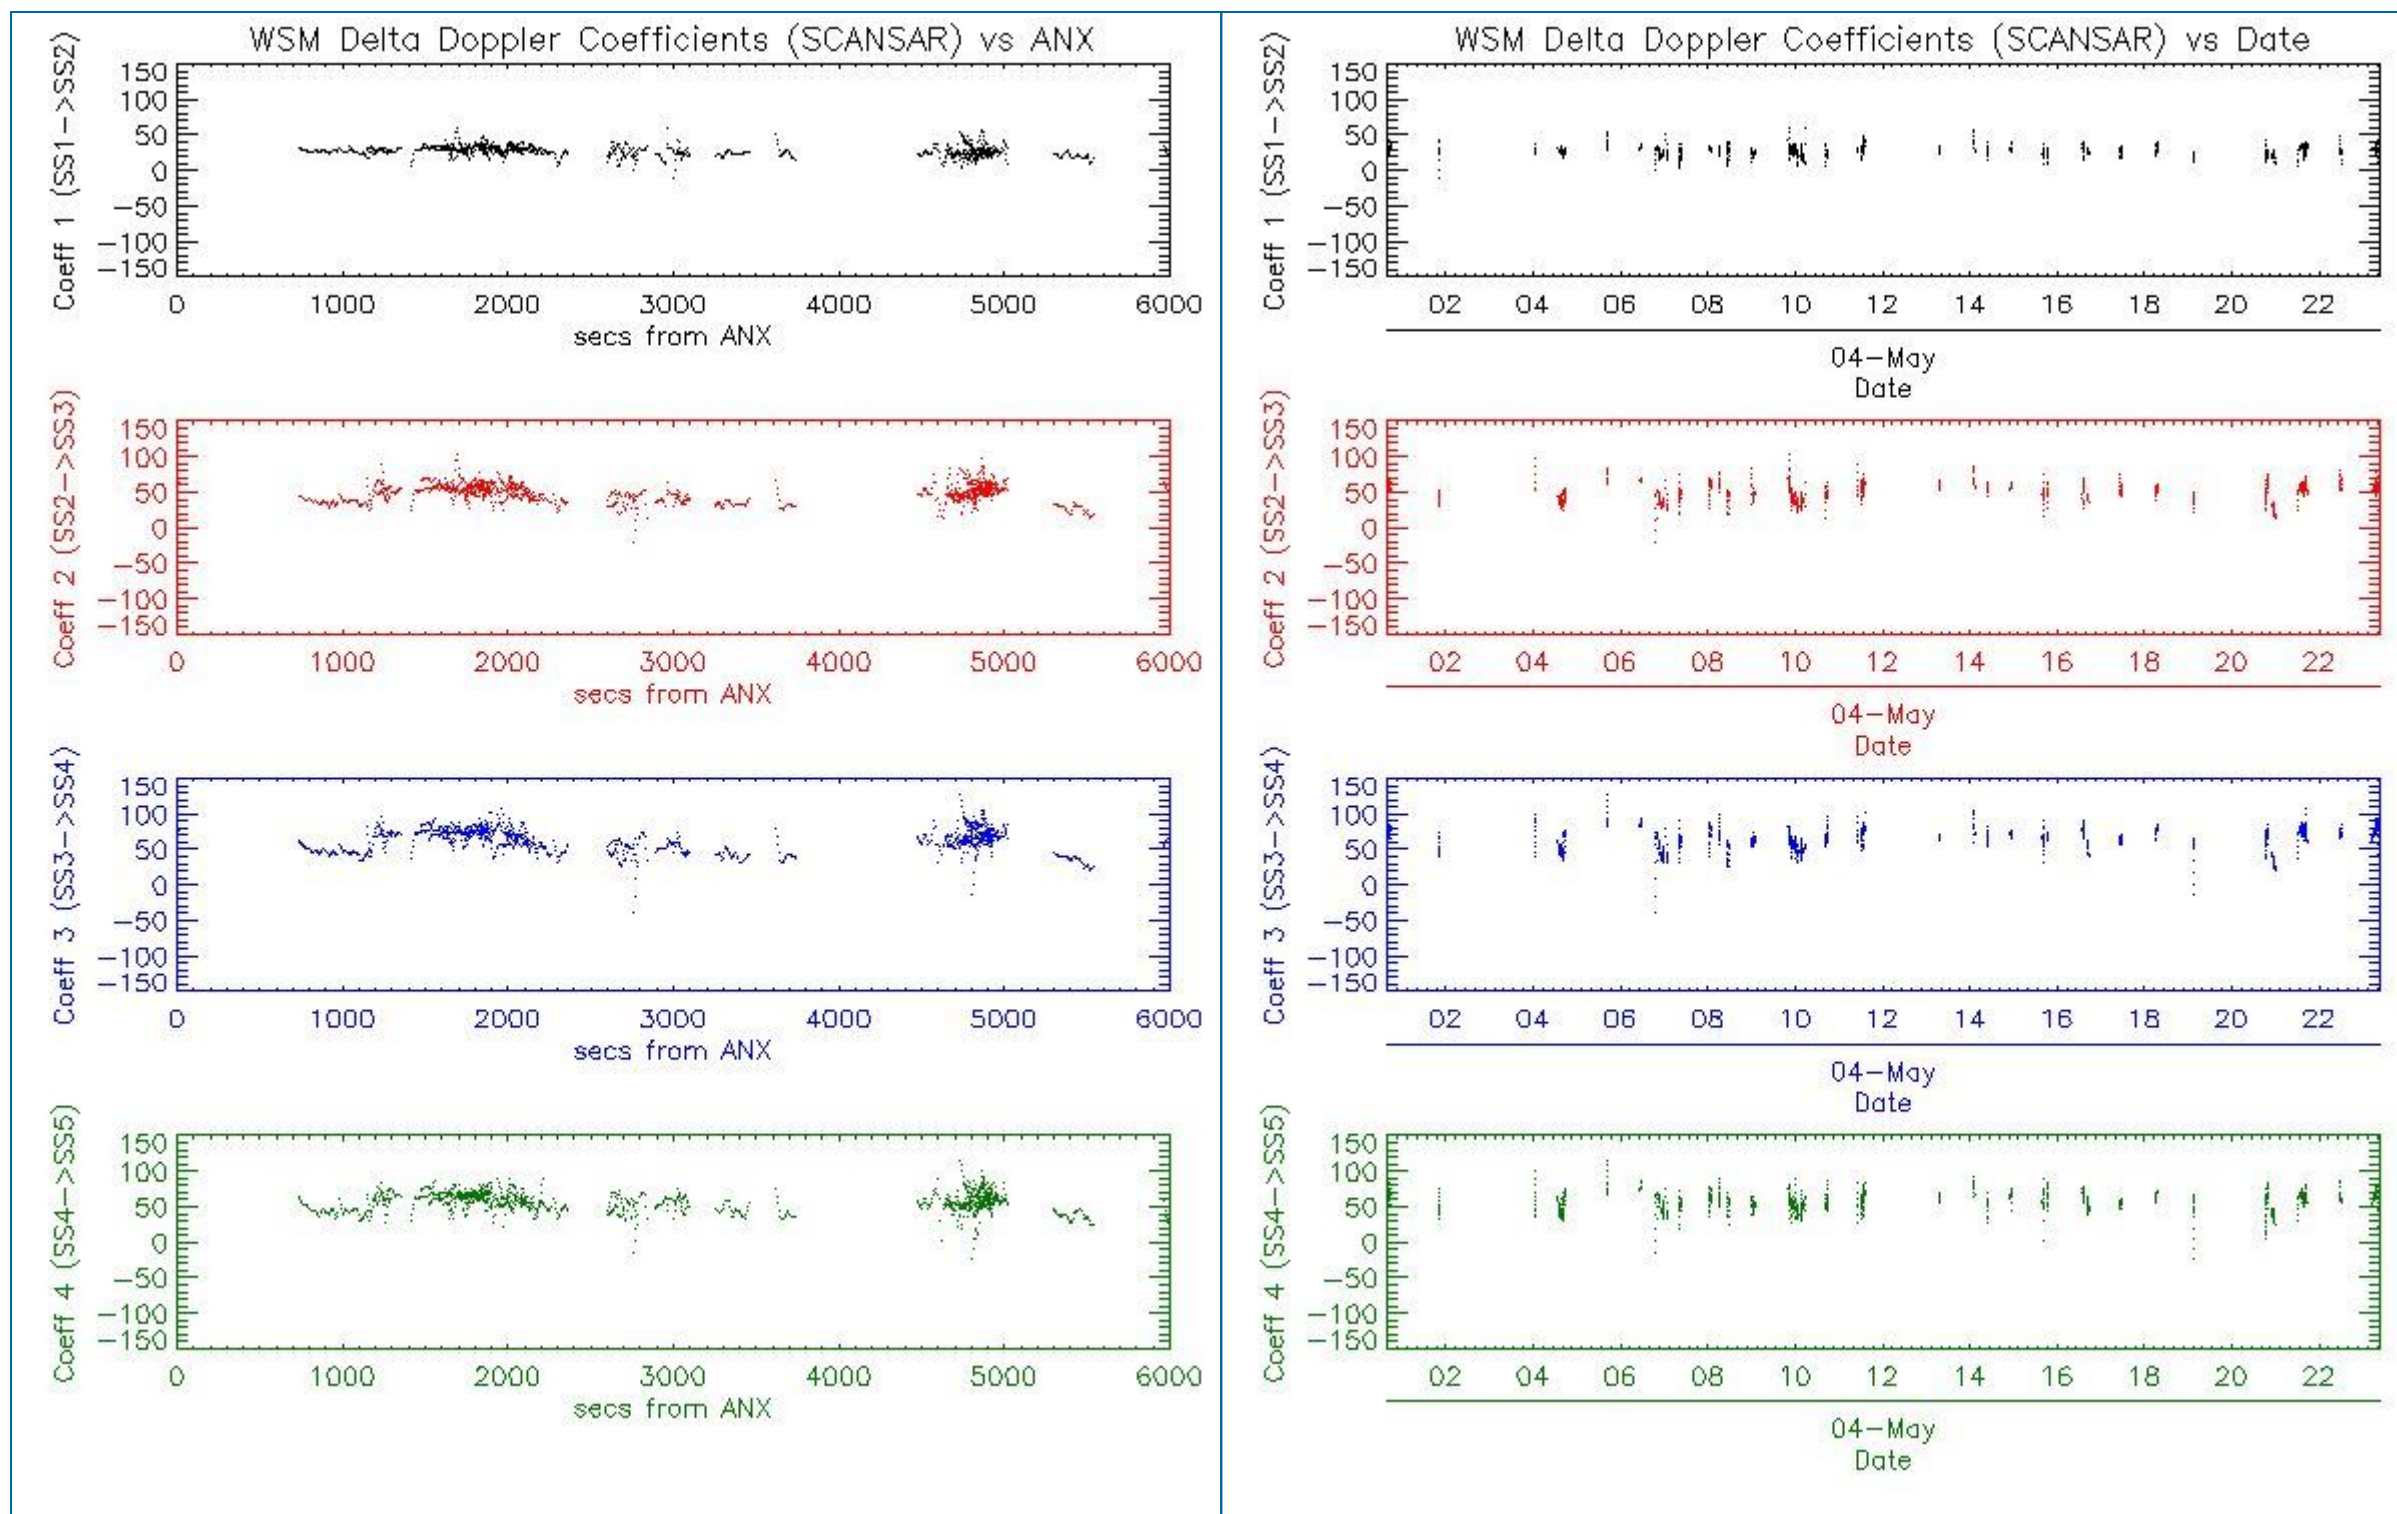 WSM Delta Doppler Coefficients (SCANSAR) vs ANX
Coeff 1 (SS1->SS2)
150
100
50
0
-50
-100
-150
0 1000 2000 3000 4000 5000 6000
secs from ANX
Coeff 2 (SS2->SS3)
150
100
50
0
-50
-100
-150
0 1000 2000 3000 4000 5000 6000
secs from ANX
Coeff 3 (SS3->SS4)
150
100
50
0
-50
-100
-150
0 1000 2000 3000 4000 5000 6000
secs from ANX
Coeff 4 (SS4->SS5)
150
100
50
0
-50
-100
-150
0 1000 2000 3000 4000 5000 6000
secs from ANX
WSM Delta Doppler Coefficients (SCANSAR) vs Date
Coeff 1 (SS1->SS2)
150
100
50
0
-50
-100
-150
02 04 06 08 10 12 14 16 18 20 22
04-May
Date
Coeff 2 (SS2->SS3)
150
100
50
0
-50
-100
-150
02 04 06 08 10 12 14 16 18 20 22
04-May
Date
Coeff 3 (SS3->SS4)
150
100
50
0
-50
-100
-150
02 04 06 08 10 12 14 16 18 20 22
04-May
Date
Coeff 4 (SS4->SS5)
150
100
50
0
-50
-100
-150
02 04 06 08 10 12 14 16 18 20 22
04-May
Date